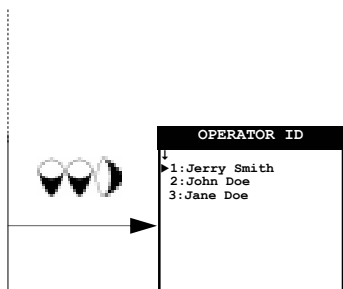 OPERATOR ID
↓
▶1:Jerry Smith
2:John Doe
3:Jane Doe